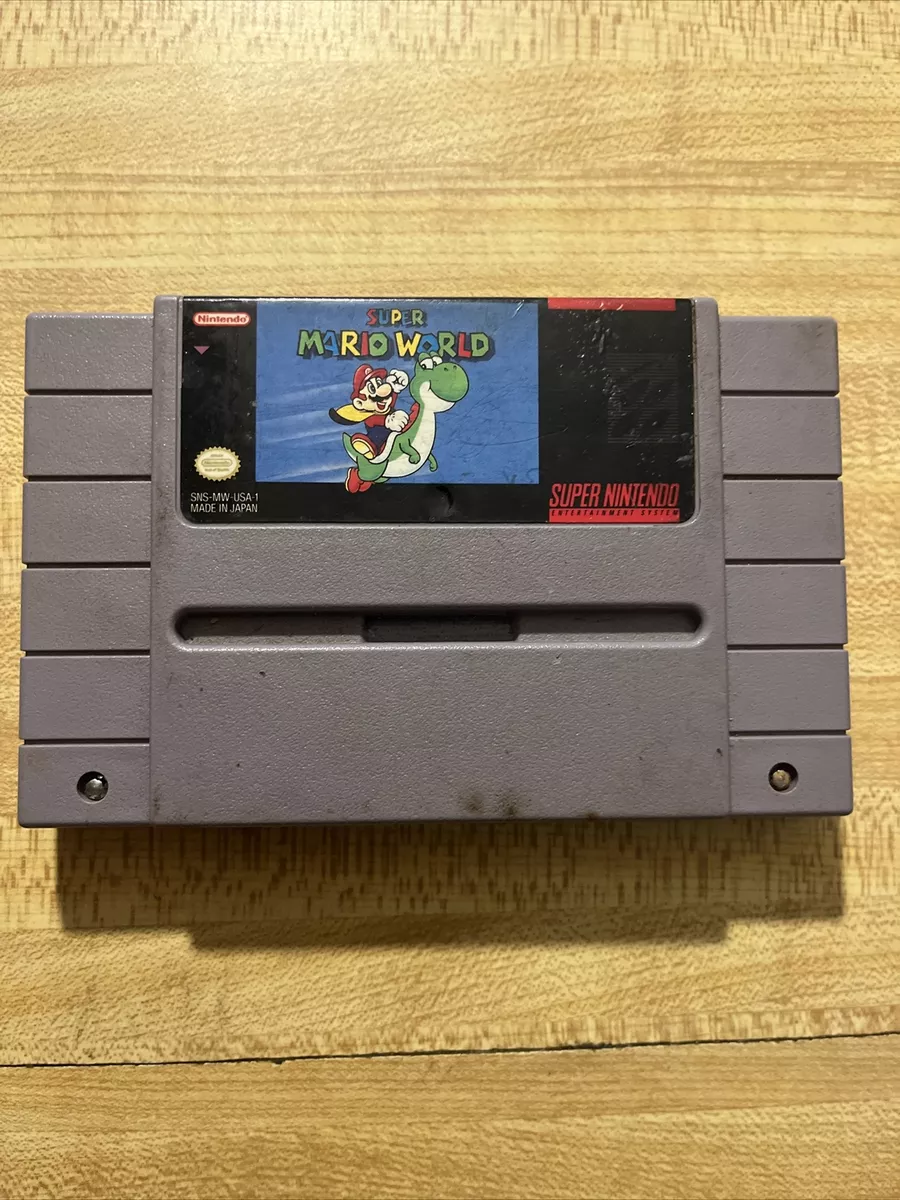 Nintendo
SUPER
MARIO WORLD
SNS-MW-USA-1
MADE IN JAPAN
SUPER NINTENDO
ENTERTAINMENT SYSTEM